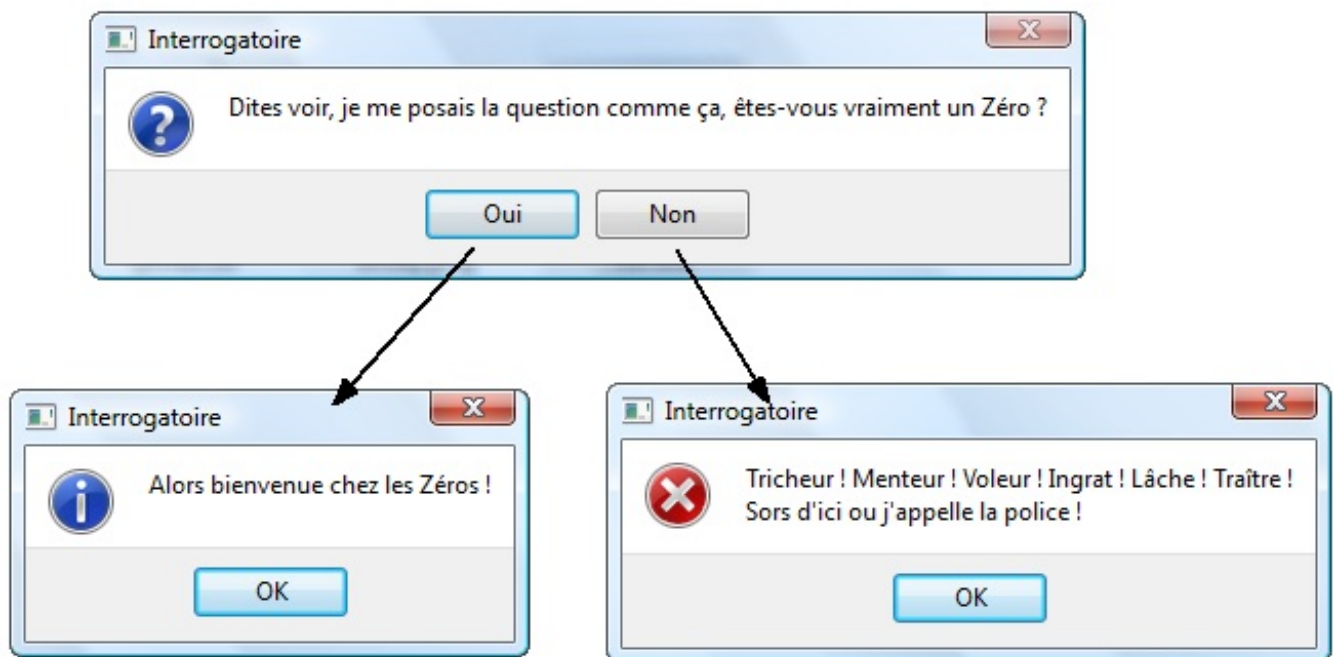 Interrogatoire
Dites voir, je me posais la question comme ça, êtes-vous vraiment un Zéro ?
Oui
Non
Interrogatoire
Alors bienvenue chez les Zéros !
OK
Interrogatoire
Tricheur ! Menteur ! Voleur ! Ingrat ! Lâche ! Traître !
Sors d'ici ou j'appelle la police !
OK